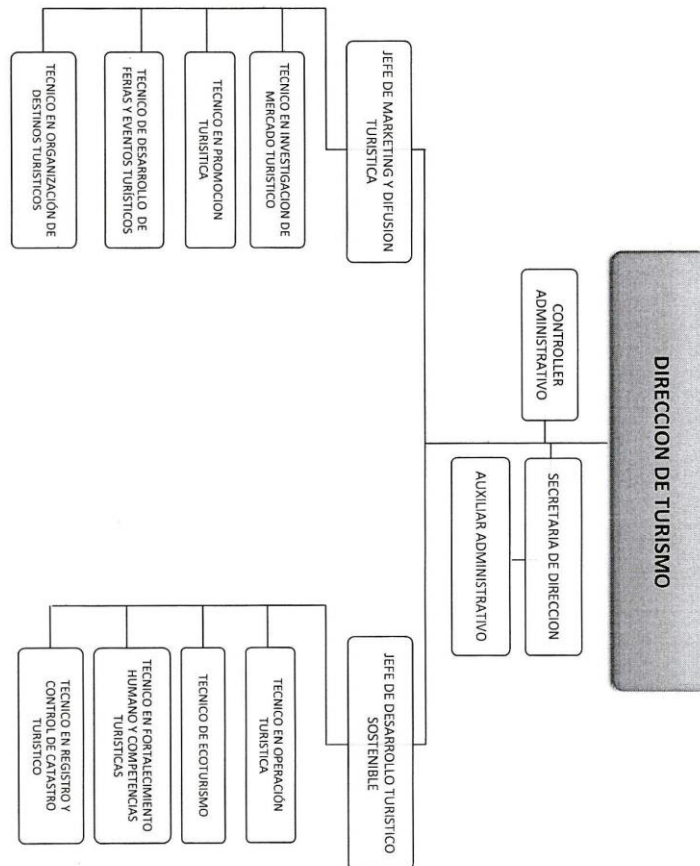 DIRECCION DE TURISMO
CONTROLLER
ADMINISTRATIVO
SECRETARIA DE DIRECCION
AUXILIAR ADMINISTRATIVO
JEFE DE MARKETING Y DIFUSION
TURISTICA
TECNICO EN INVESTIGACION DE
MERCADO TURISTICO
TECNICO EN PROMOCION
TURISITICA
TECNICO DE DESARROLLO DE
FERIAS Y EVENTOS TURÍSTICOS
TECNICO EN ORGANIZACIÓN DE
DESTINOS TURISTICOS
JEFE DE DESARROLLO TURISTICO
SOSTENIBLE
TECNICO EN OPERACIÓN
TURISTICA
TECNICO DE ECOTURISMO
TECNICO EN FORTALECIMIENTO
HUMANO Y COMPETENCIAS
TURISTICAS
TECNICO EN REGISTRO Y
CONTROL DE CATASTRO
TURISTICO